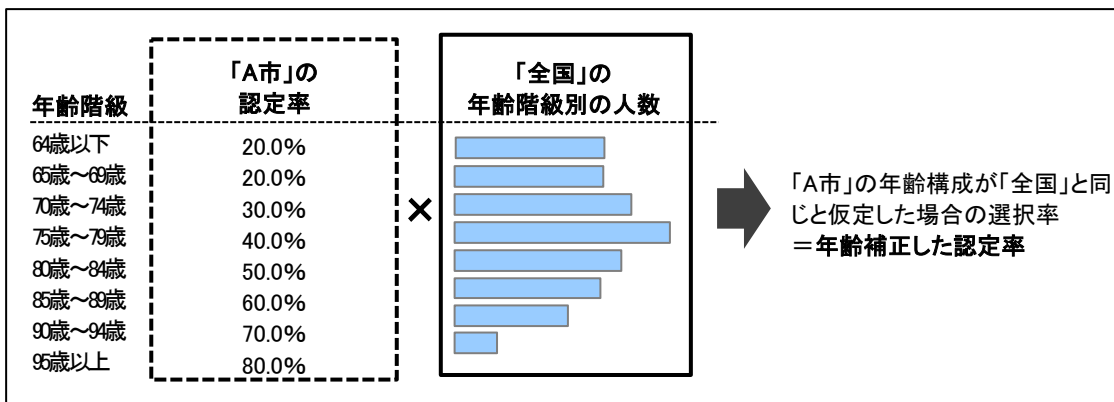 「A市」の
認定率
「全国」の
年齢階級別の人数
年齢階級
64歳以下 20.0%
65歳～69歳 20.0%
70歳～74歳 30.0%
75歳～79歳 40.0%
80歳～84歳 50.0%
85歳～89歳 60.0%
90歳～94歳 70.0%
95歳以上 80.0%
×
「A市」の年齢構成が「全国」と同
じと仮定した場合の選択率
＝年齢補正した認定率